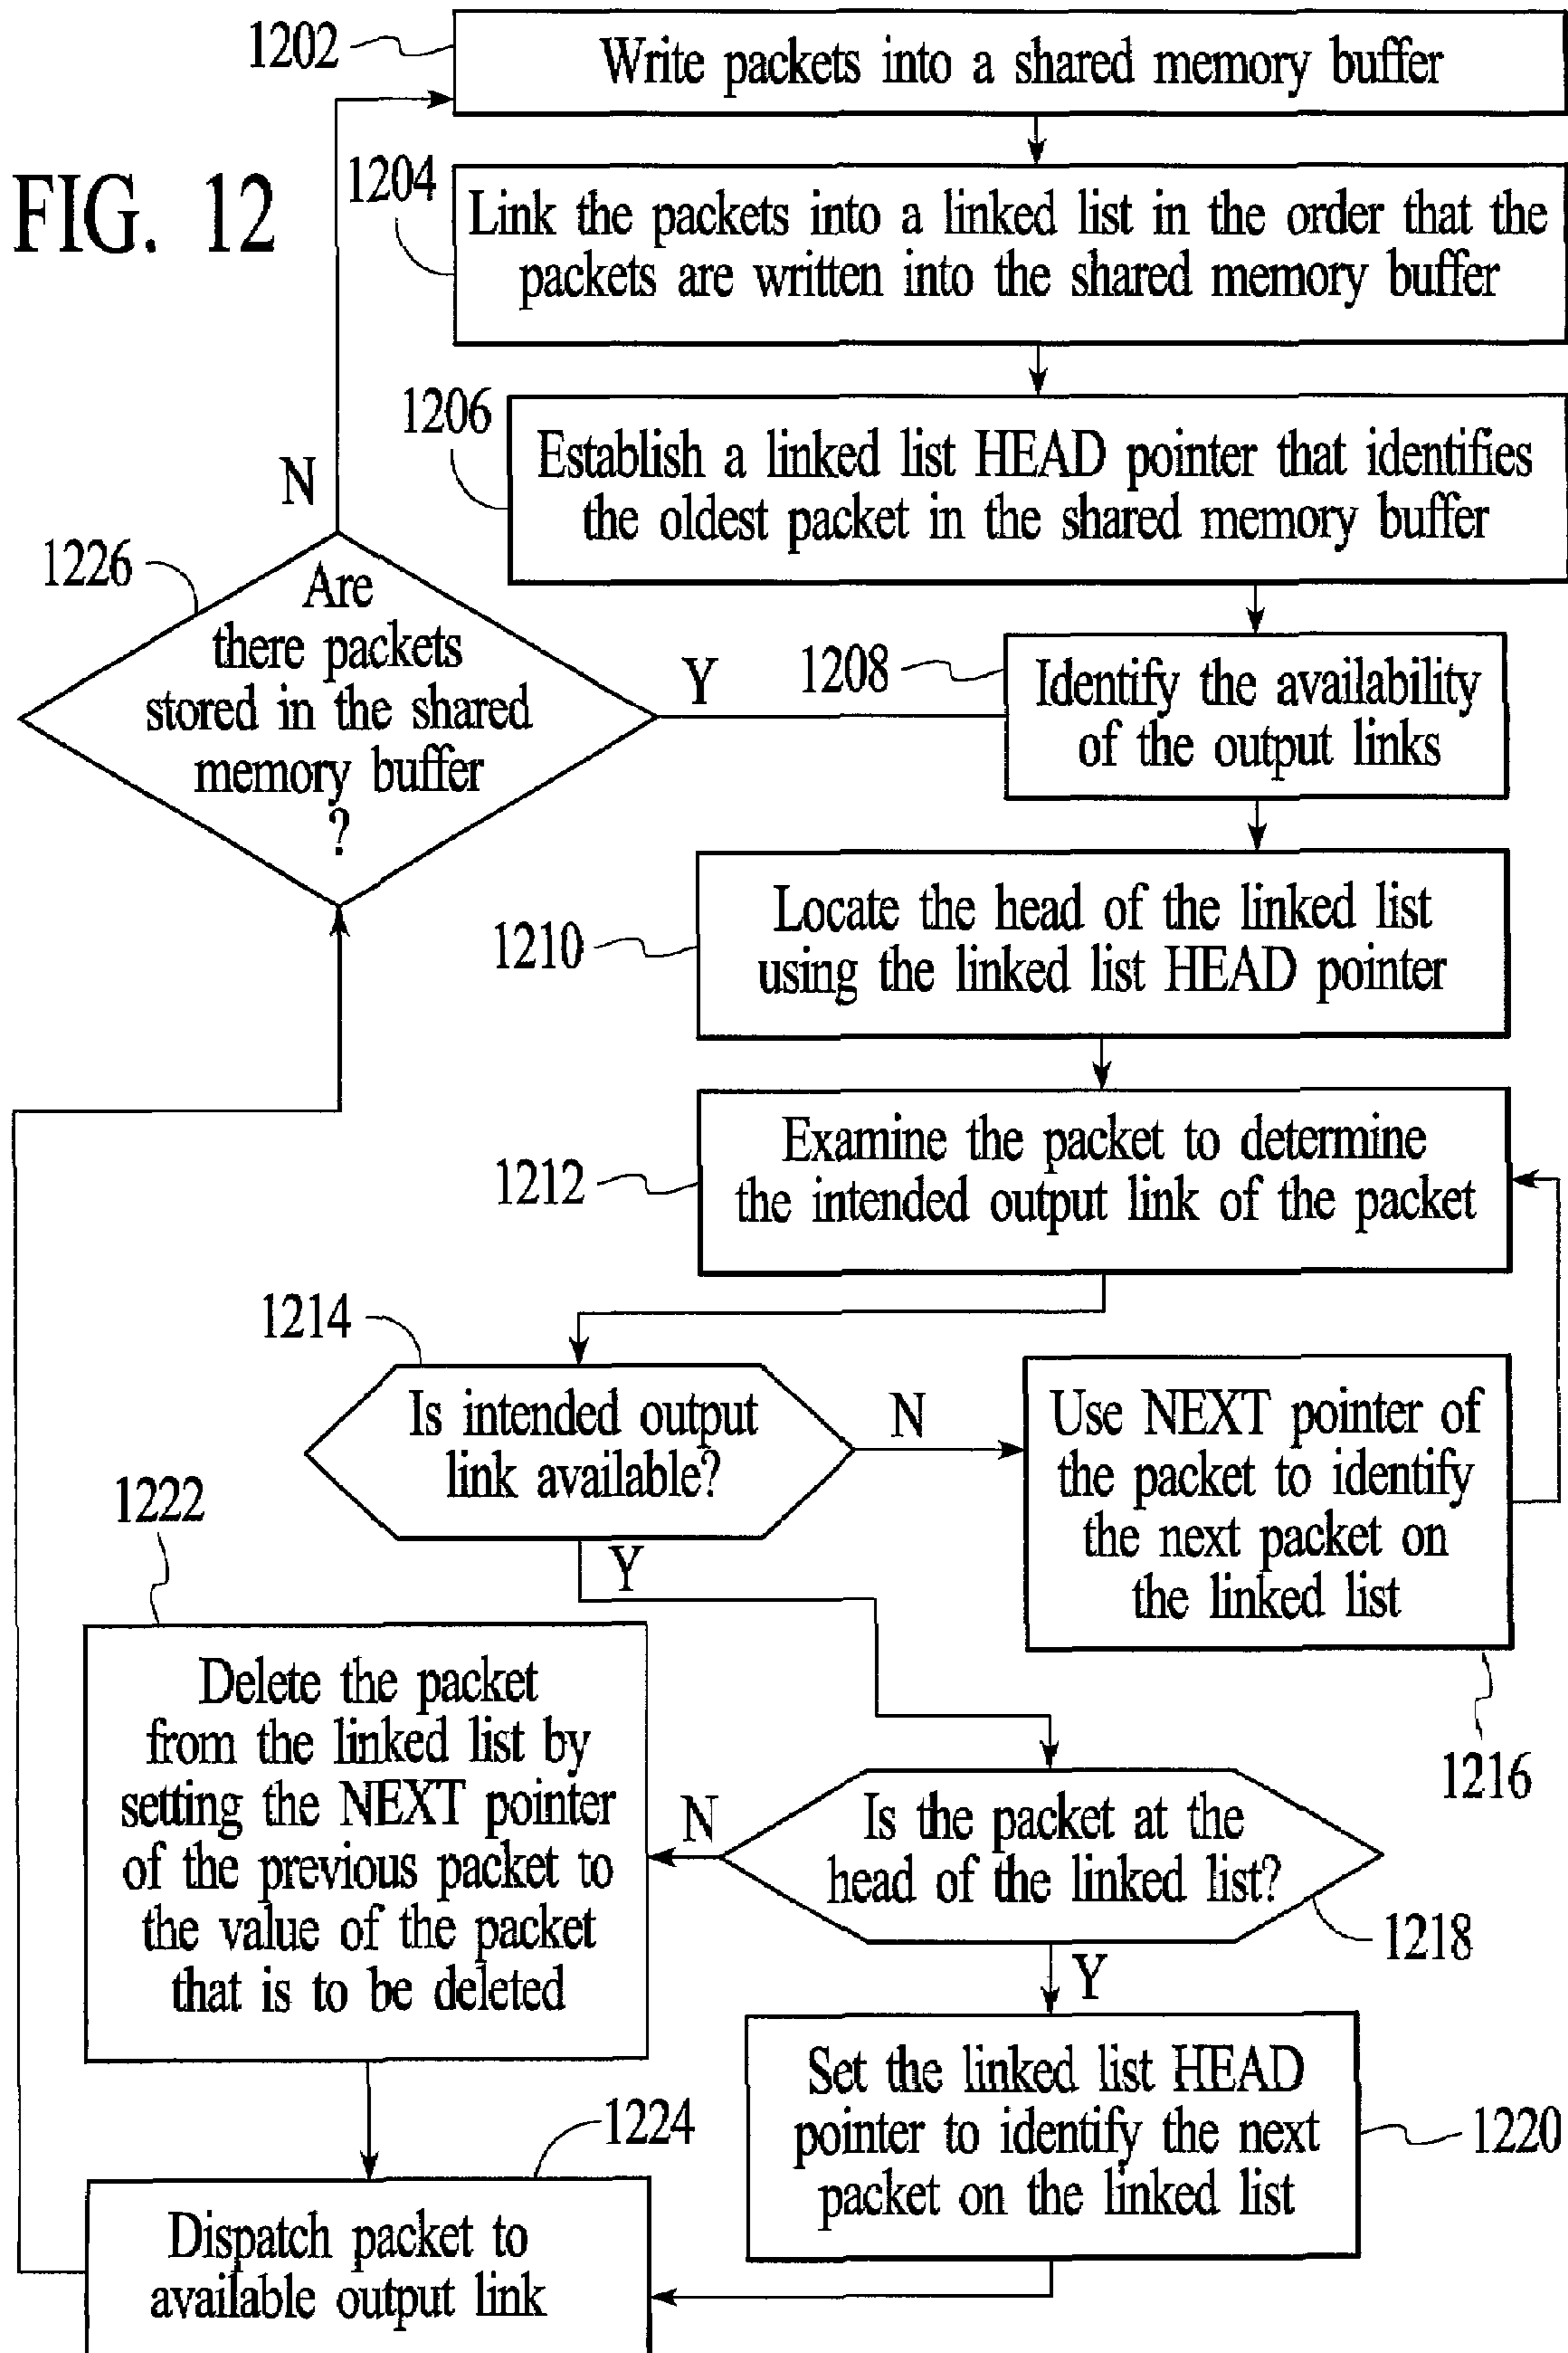 1202
Write packets into a shared memory buffer
FIG. 12
1204
Link the packets into a linked list in the order that the
packets are written into the shared memory buffer
1206
Establish a linked list HEAD pointer that identifies
the oldest packet in the shared memory buffer
N
1226
Are
there packets
stored in the shared
memory buffer
?
Y
1208
Identify the availability
of the output links
1210
Locate the head of the linked list
using the linked list HEAD pointer
1212
Examine the packet to determine
the intended output link of the packet
1214
Is intended output
link available?
N
Y
Use NEXT pointer of
the packet to identify
the next packet on
the linked list
1216
1222
Delete the packet
from the linked list by
setting the NEXT pointer
of the previous packet to
the value of the packet
that is to be deleted
N
Is the packet at the
head of the linked list?
1218
Y
Set the linked list HEAD
pointer to identify the next
packet on the linked list
1220
1224
Dispatch packet to
available output link